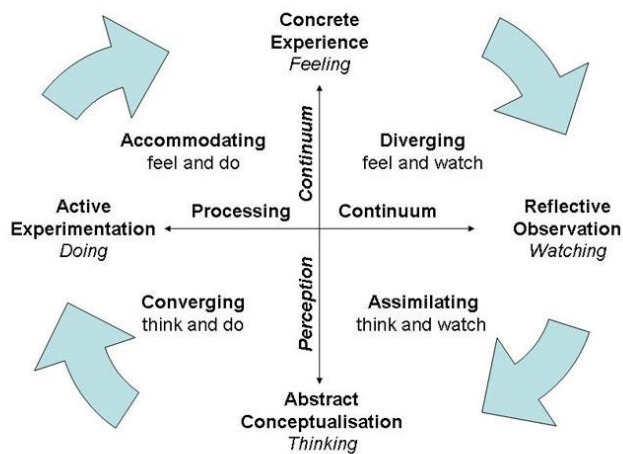 Concrete
Experience
Feeling
Accommodating
feel and do
Continuum
Diverging
feel and watch
Active
Experimentation
Doing
Processing
Continuum
Reflective
Observation
Watching
Converging
think and do
Perception
Assimilating
think and watch
Abstract
Conceptualisation
Thinking